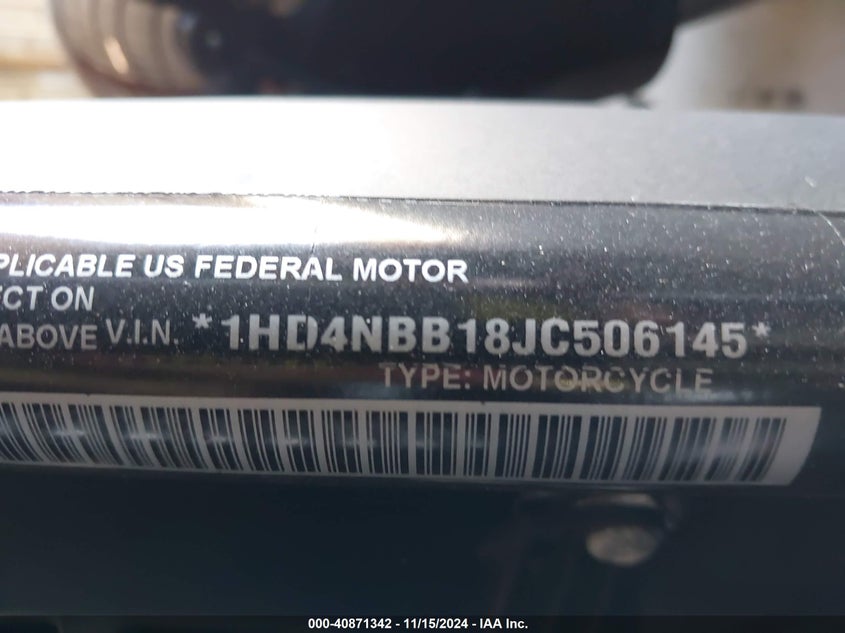 PLICABLE US FEDERAL MOTOR
ECT ON
ABOVE V.I.N. *1HD4NBB18JC506145*
TYPE: MOTORCYCLE
000-40871342 - 11/15/2024 - IAA Inc.